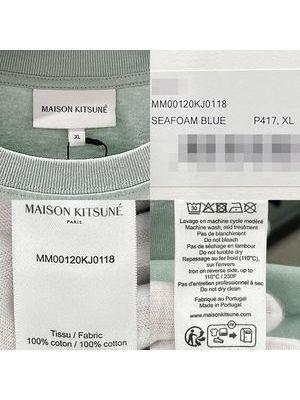 MAISON KITSUNÉ
XL
MM00120KJ0118
SEAFOAM BLUE P417, XL
MAISON KITSUNÉ
PARIS
MM00120KJ0118
Tissu / Fabric
100% coton / 100% cotton
Lavage en machine cycle modéré
Machine wash, mid treatment
Pas de blanchiment
Do not bleach
Pas de séchage en tambour
Do not tumble dry
Repassage au fer froid (110°C),
sur l'envers
Iron on reverse side, up to
110°C / 230F
Pas d'entretien professionnel à sec
Do not dry clean
Fabriqué au Portugal
Made in Portugal
www.maisonkitsune.com